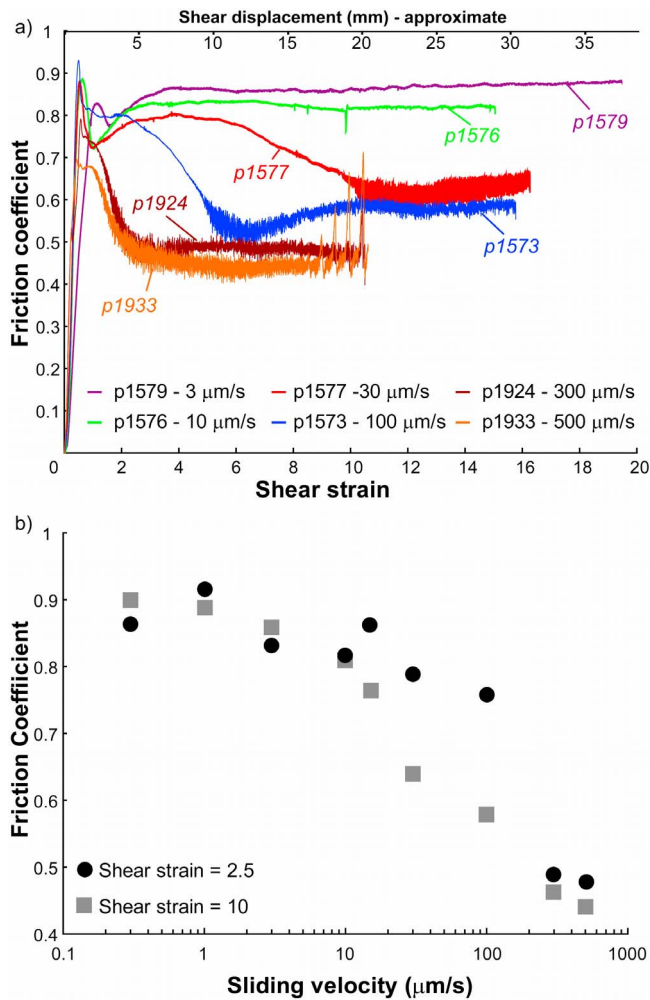 Shear displacement (mm) - approximate
a)
5 10 15 20 25 30 35
1
0.9
0.8
0.7
0.6
0.5
0.4
0.3
0.2
0.1
0
Friction coefficient
p1579
p1576
p1577
p1924
p1573
p1933
p1579 - 3 μm/s p1577 -30 μm/s p1924 - 300 μm/s
p1576 - 10 μm/s p1573 - 100 μm/s p1933 - 500 μm/s
0 2 4 6 8 10 12 14 16 18 20
Shear strain
b)
1
0.9
0.8
0.7
0.6
0.5
0.4
Friction Coeffiicient
Shear strain = 2.5
Shear strain = 10
0.1 1 10 100 1000
Sliding velocity (μm/s)